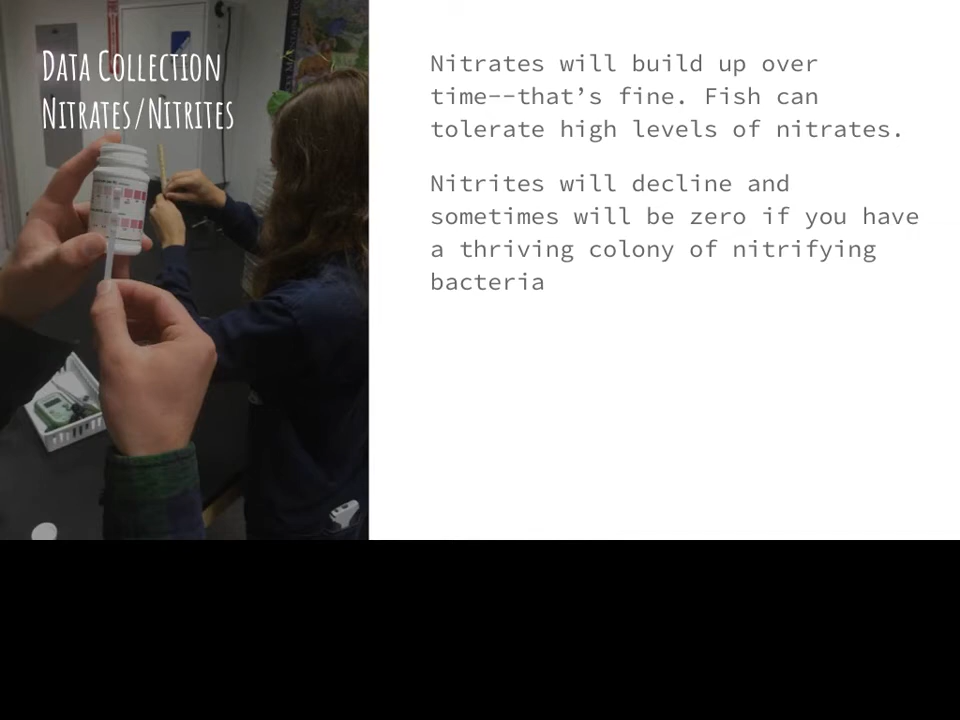 Data Collection
Nitrates/Nitrites
Nitrates will build up over
time--that’s fine. Fish can
tolerate high levels of nitrates.
Nitrites will decline and
sometimes will be zero if you have
a thriving colony of nitrifying
bacteria